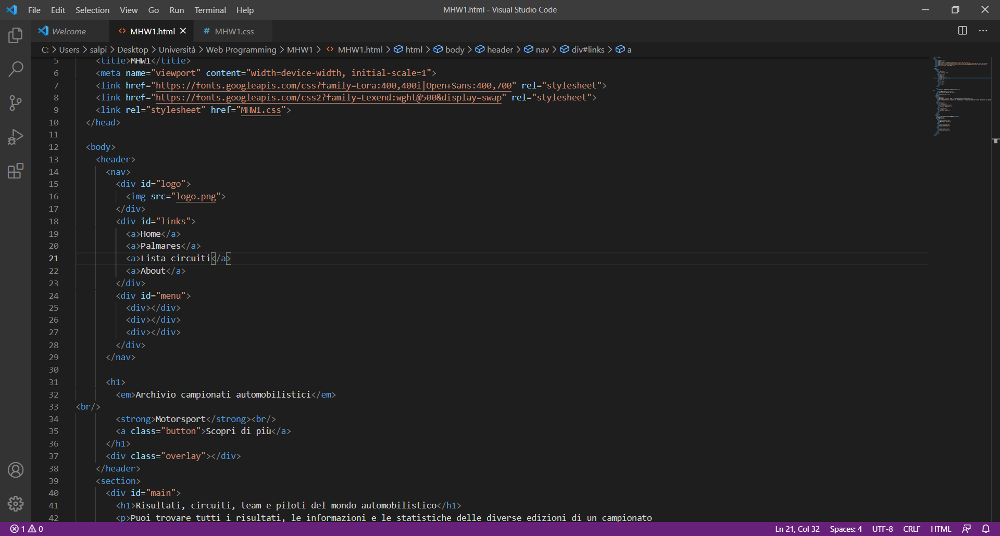 File Edit Selection View Go Run Terminal Help MHW1.html - Visual Studio Code
Welcome <> MHW1.html # MHW1.css
C: > Users > salpi > Desktop > Università > Web Programming > MHW1 > <> MHW1.html > html > body > header > nav > div#links > a
5 <title>MHW1</title>
6 <meta name="viewport" content="width=device-width, initial-scale=1">
7 <link href="https://fonts.googleapis.com/css?family=Lora:400,400i|Open+Sans:400,700" rel="stylesheet">
8 <link href="https://fonts.googleapis.com/css2?family=Lexend:wght@500&display=swap" rel="stylesheet">
9 <link rel="stylesheet" href="MHW1.css">
10 </head>
11
12 <body>
13 <header>
14 <nav>
15 <div id="logo">
16 <img src="logo.png">
17 </div>
18 <div id="links">
19 <a>Home</a>
20 <a>Palmares</a>
21 <a>Lista circuiti</a>
22 <a>About</a>
23 </div>
24 <div id="menu">
25 <div></div>
26 <div></div>
27 <div></div>
28 </div>
29 </nav>
30
31 <h1>
32 <em>Archivio campionati automobilistici</em>
33 <br/>
34 <strong>Motorsport</strong><br/>
35 <a class="button">Scopri di più</a>
36 </h1>
37 <div class="overlay"></div>
38 </header>
39 <section>
40 <div id="main">
41 <h1>Risultati, circuiti, team e piloti del mondo automobilistico</h1>
42 <p>Puoi trovare tutti i risultati, le informazioni e le statistiche delle diverse edizioni di un campionato
1 0 Ln 21, Col 32 Spaces: 4 UTF-8 CRLF HTML